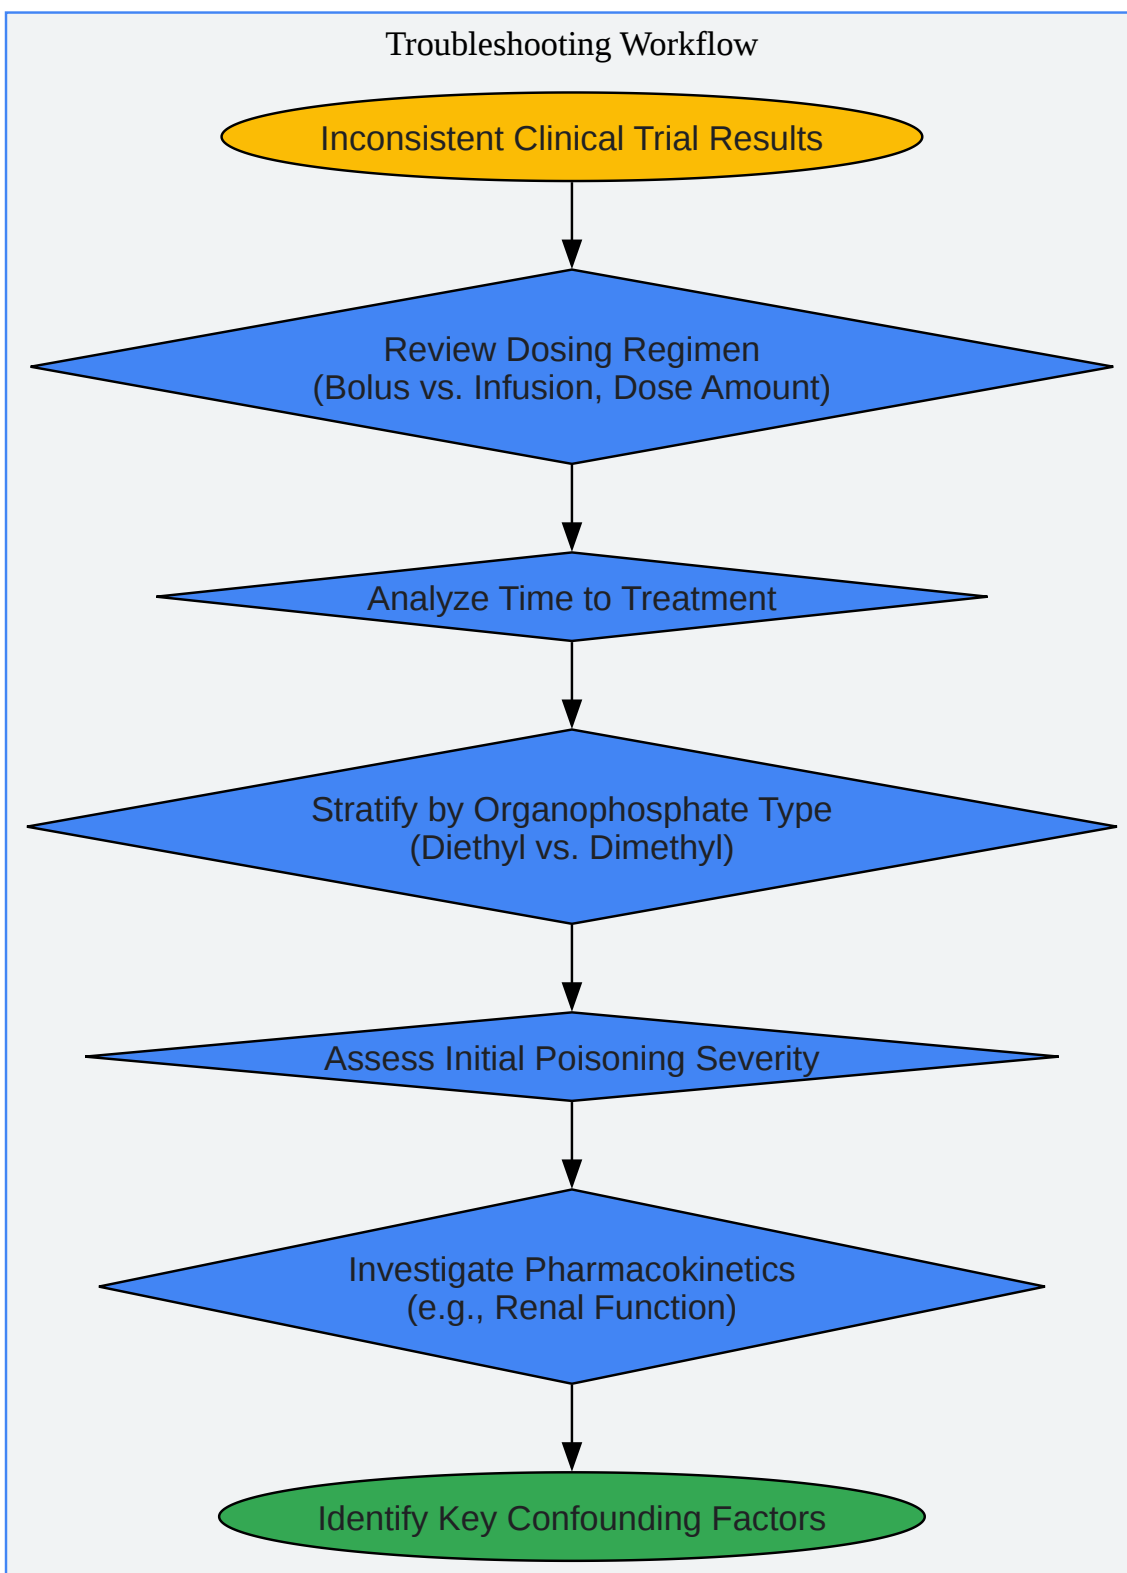 Troubleshooting Workflow
Inconsistent Clinical Trial Results
Review Dosing Regimen
(Bolus vs. Infusion, Dose Amount)
Analyze Time to Treatment
Stratify by Organophosphate Type
(Diethyl vs. Dimethyl)
Assess Initial Poisoning Severity
Investigate Pharmacokinetics
(e.g., Renal Function)
Identify Key Confounding Factors